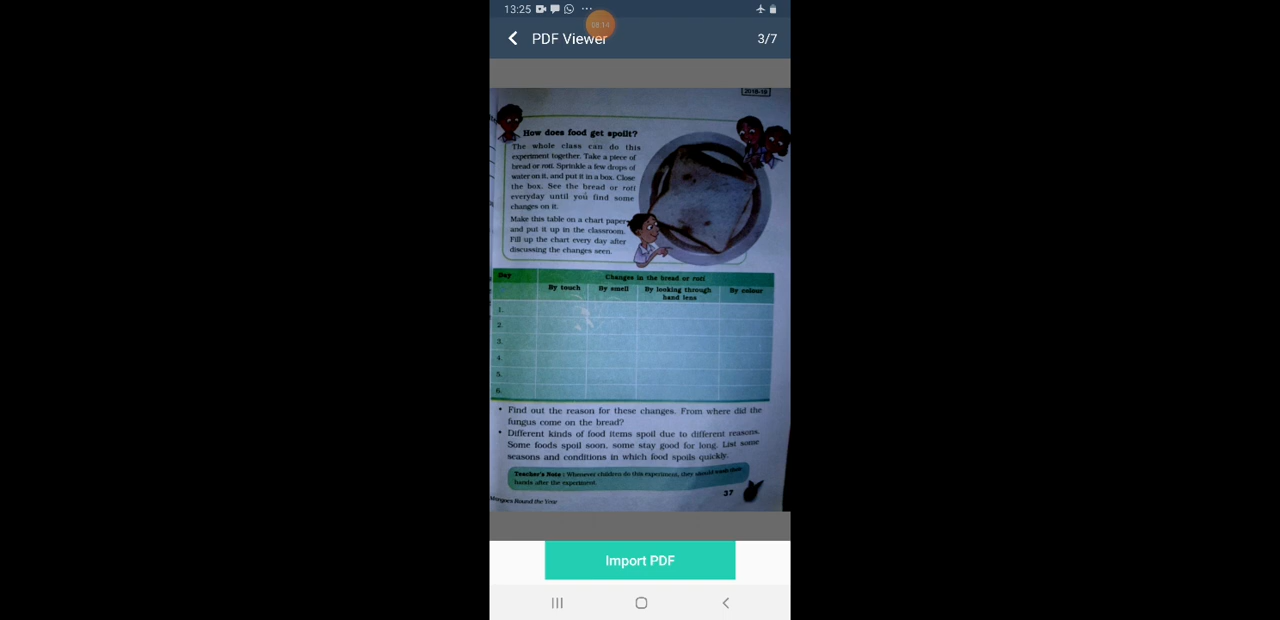 13:25
08:14
PDF Viewer
3/7
2018-19
How does food get spoilt?
The whole class can do this
experiment together. Take a piece of
bread or roti. Sprinkle a few drops of
water on it, and put it in a box. Close
the box. See the bread or roti
everyday until you find some
changes on it.
Make this table on a chart paper
and put it up in the classroom.
Fill up the chart every day after
discussing the changes seen.
Day
Changes in the bread or roti
By touch
By smell
By looking through
hand lens
By colour
1.
2.
3.
4.
5.
6.
• Find out the reason for these changes. From where did the
fungus come on the bread?
• Different kinds of food items spoil due to different reasons.
Some foods spoil soon, some stay good for long. List some
seasons and conditions in which food spoils quickly.
Teacher's Note : Whenever children do this experiment, they should wash their
hands after the experiment.
Mangoes Round the Year
37
Import PDF